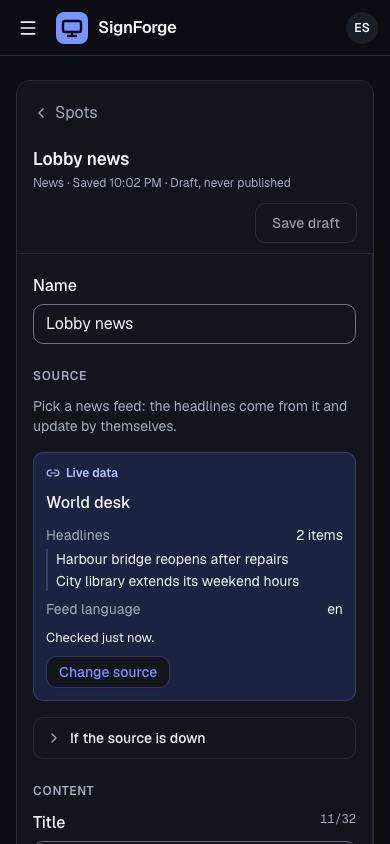 SignForge
ES
Spots
Lobby news
News · Saved 10:02 PM · Draft, never published
Save draft
Name
Lobby news
SOURCE
Pick a news feed: the headlines come from it and
update by themselves.
Live data
World desk
Headlines 2 items
Harbour bridge reopens after repairs
City library extends its weekend hours
Feed language en
Checked just now.
Change source
If the source is down
CONTENT
Title 11/32